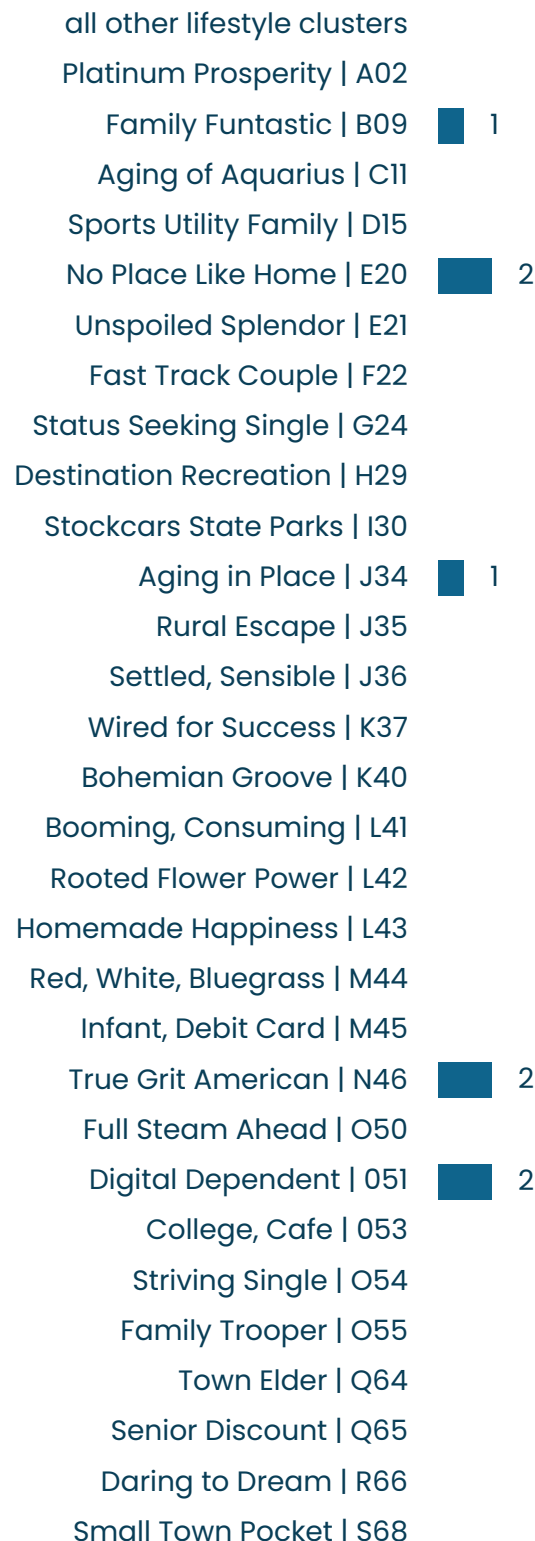 all other lifestyle clusters
Platinum Prosperity | A02
Family Funtastic | B09 1
Aging of Aquarius | C11
Sports Utility Family | D15
No Place Like Home | E20 2
Unspoiled Splendor | E21
Fast Track Couple | F22
Status Seeking Single | G24
Destination Recreation | H29
Stockcars State Parks | I30
Aging in Place | J34 1
Rural Escape | J35
Settled, Sensible | J36
Wired for Success | K37
Bohemian Groove | K40
Booming, Consuming | L41
Rooted Flower Power | L42
Homemade Happiness | L43
Red, White, Bluegrass | M44
Infant, Debit Card | M45
True Grit American | N46 2
Full Steam Ahead | O50
Digital Dependent | 051 2
College, Cafe | 053
Striving Single | O54
Family Trooper | O55
Town Elder | Q64
Senior Discount | Q65
Daring to Dream | R66
Small Town Pocket | S68